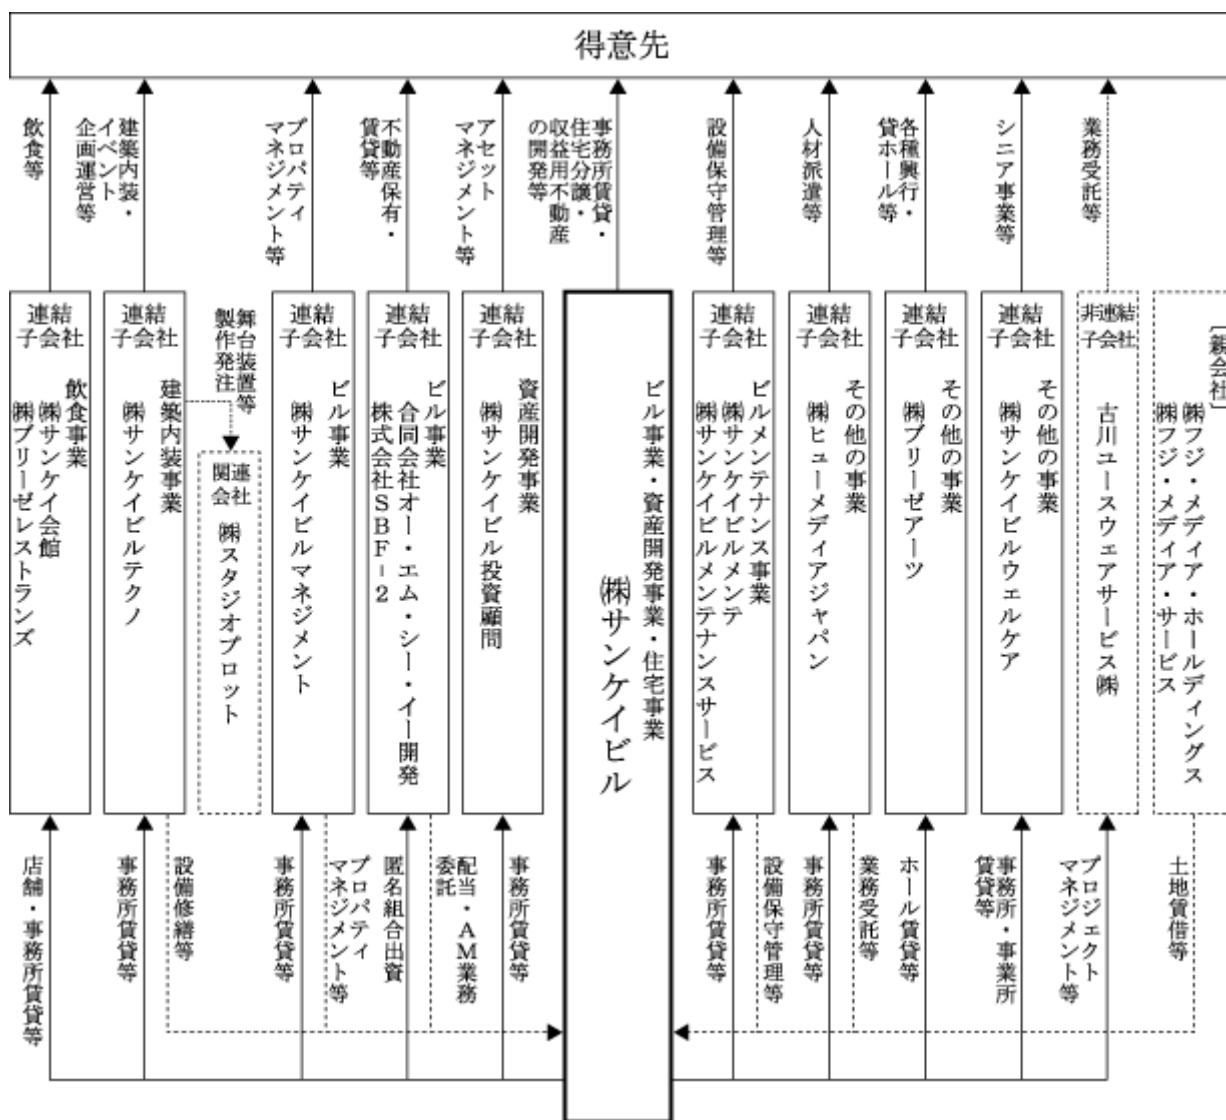 得意先
飲食等
建築内装・
イベント
企画運営等
プロパティ
マネジメント等
不動産保有・
賃貸等
アセット
マネジメント等
事務所賃貸・
住宅分譲・
収益用不動産
の開発等
設備保守管理等
人材派遣等
各種興行・
貸ホール等
シニア事業等
業務受託等
連結
子会社
飲食事業
㈱サンケイ会館
㈱ブリーゼレストランズ
連結
子会社
建築内装事業
㈱サンケイビルテクノ
舞台装置等
製作発注
関連
会社
㈱スタジオプロット
連結
子会社
ビル事業
㈱サンケイビルマネジメント
連結
子会社
ビル事業
合同会社オー・エム・シー・イー開発
株式会社SBF-2
連結
子会社
資産開発事業
㈱サンケイビル投資顧問
ビル事業・資産開発事業・住宅事業
㈱サンケイビル
連結
子会社
ビルメンテナンス事業
㈱サンケイビルメンテ
㈱サンケイビルメンテナンスサービス
連結
子会社
その他の事業
㈱ヒューメディアジャパン
連結
子会社
その他の事業
㈱ブリーゼアーツ
連結
子会社
その他の事業
㈱サンケイビルウェルケア
非連結
子会社
古川ユースウェアサービス㈱
[親会社]
㈱フジ・メディア・ホールディングス
㈱フジ・メディア・サービス
店舗・事務所賃貸等
事務所賃貸等
設備修繕等
事務所賃貸等
プロパティ
マネジメント等
匿名組合出資
配当・AM業務
委託
事務所賃貸等
事務所賃貸等
設備保守管理等
事務所賃貸等
業務受託等
ホール賃貸等
事務所・事業所
賃貸等
プロジェクト
マネジメント等
土地賃借等